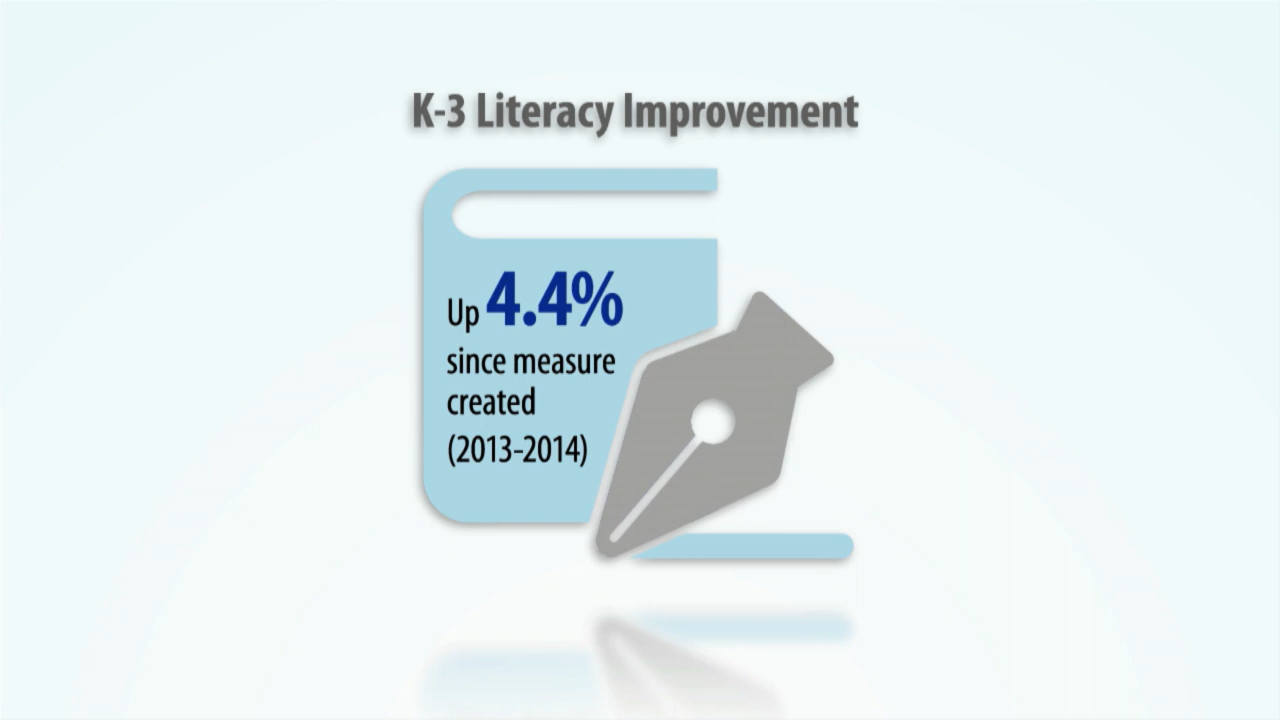 K-3 Literacy Improvement
Up 4.4%
since measure
created
(2013-2014)